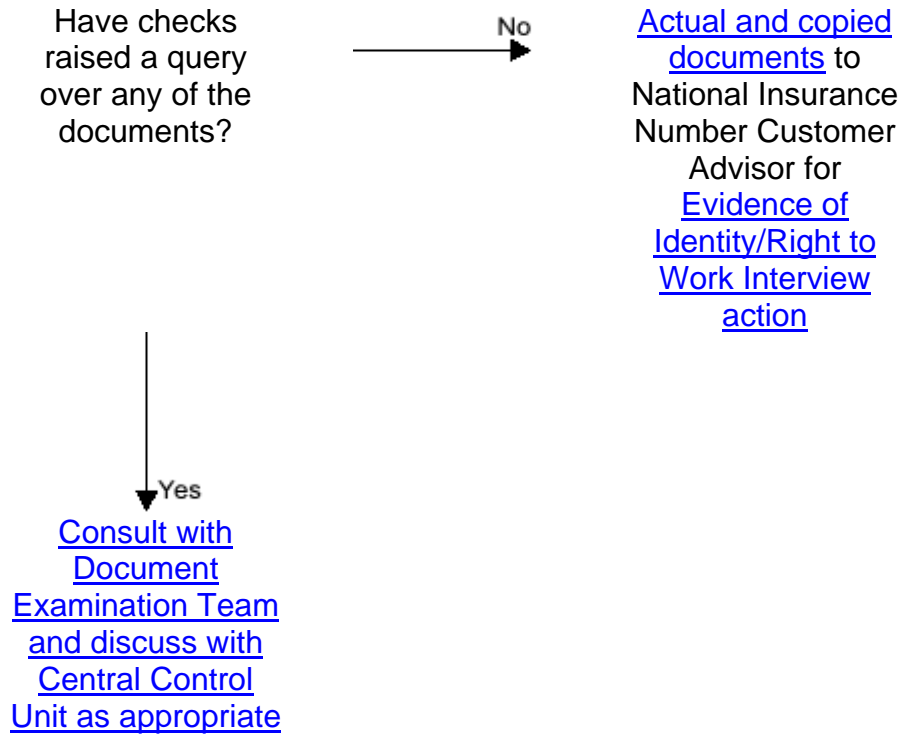 Have checks
raised a query
over any of the
documents?
No
Actual and copied
documents to
National Insurance
Number Customer
Advisor for
Evidence of
Identity/Right to
Work Interview
action
Yes
Consult with
Document
Examination Team
and discuss with
Central Control
Unit as appropriate